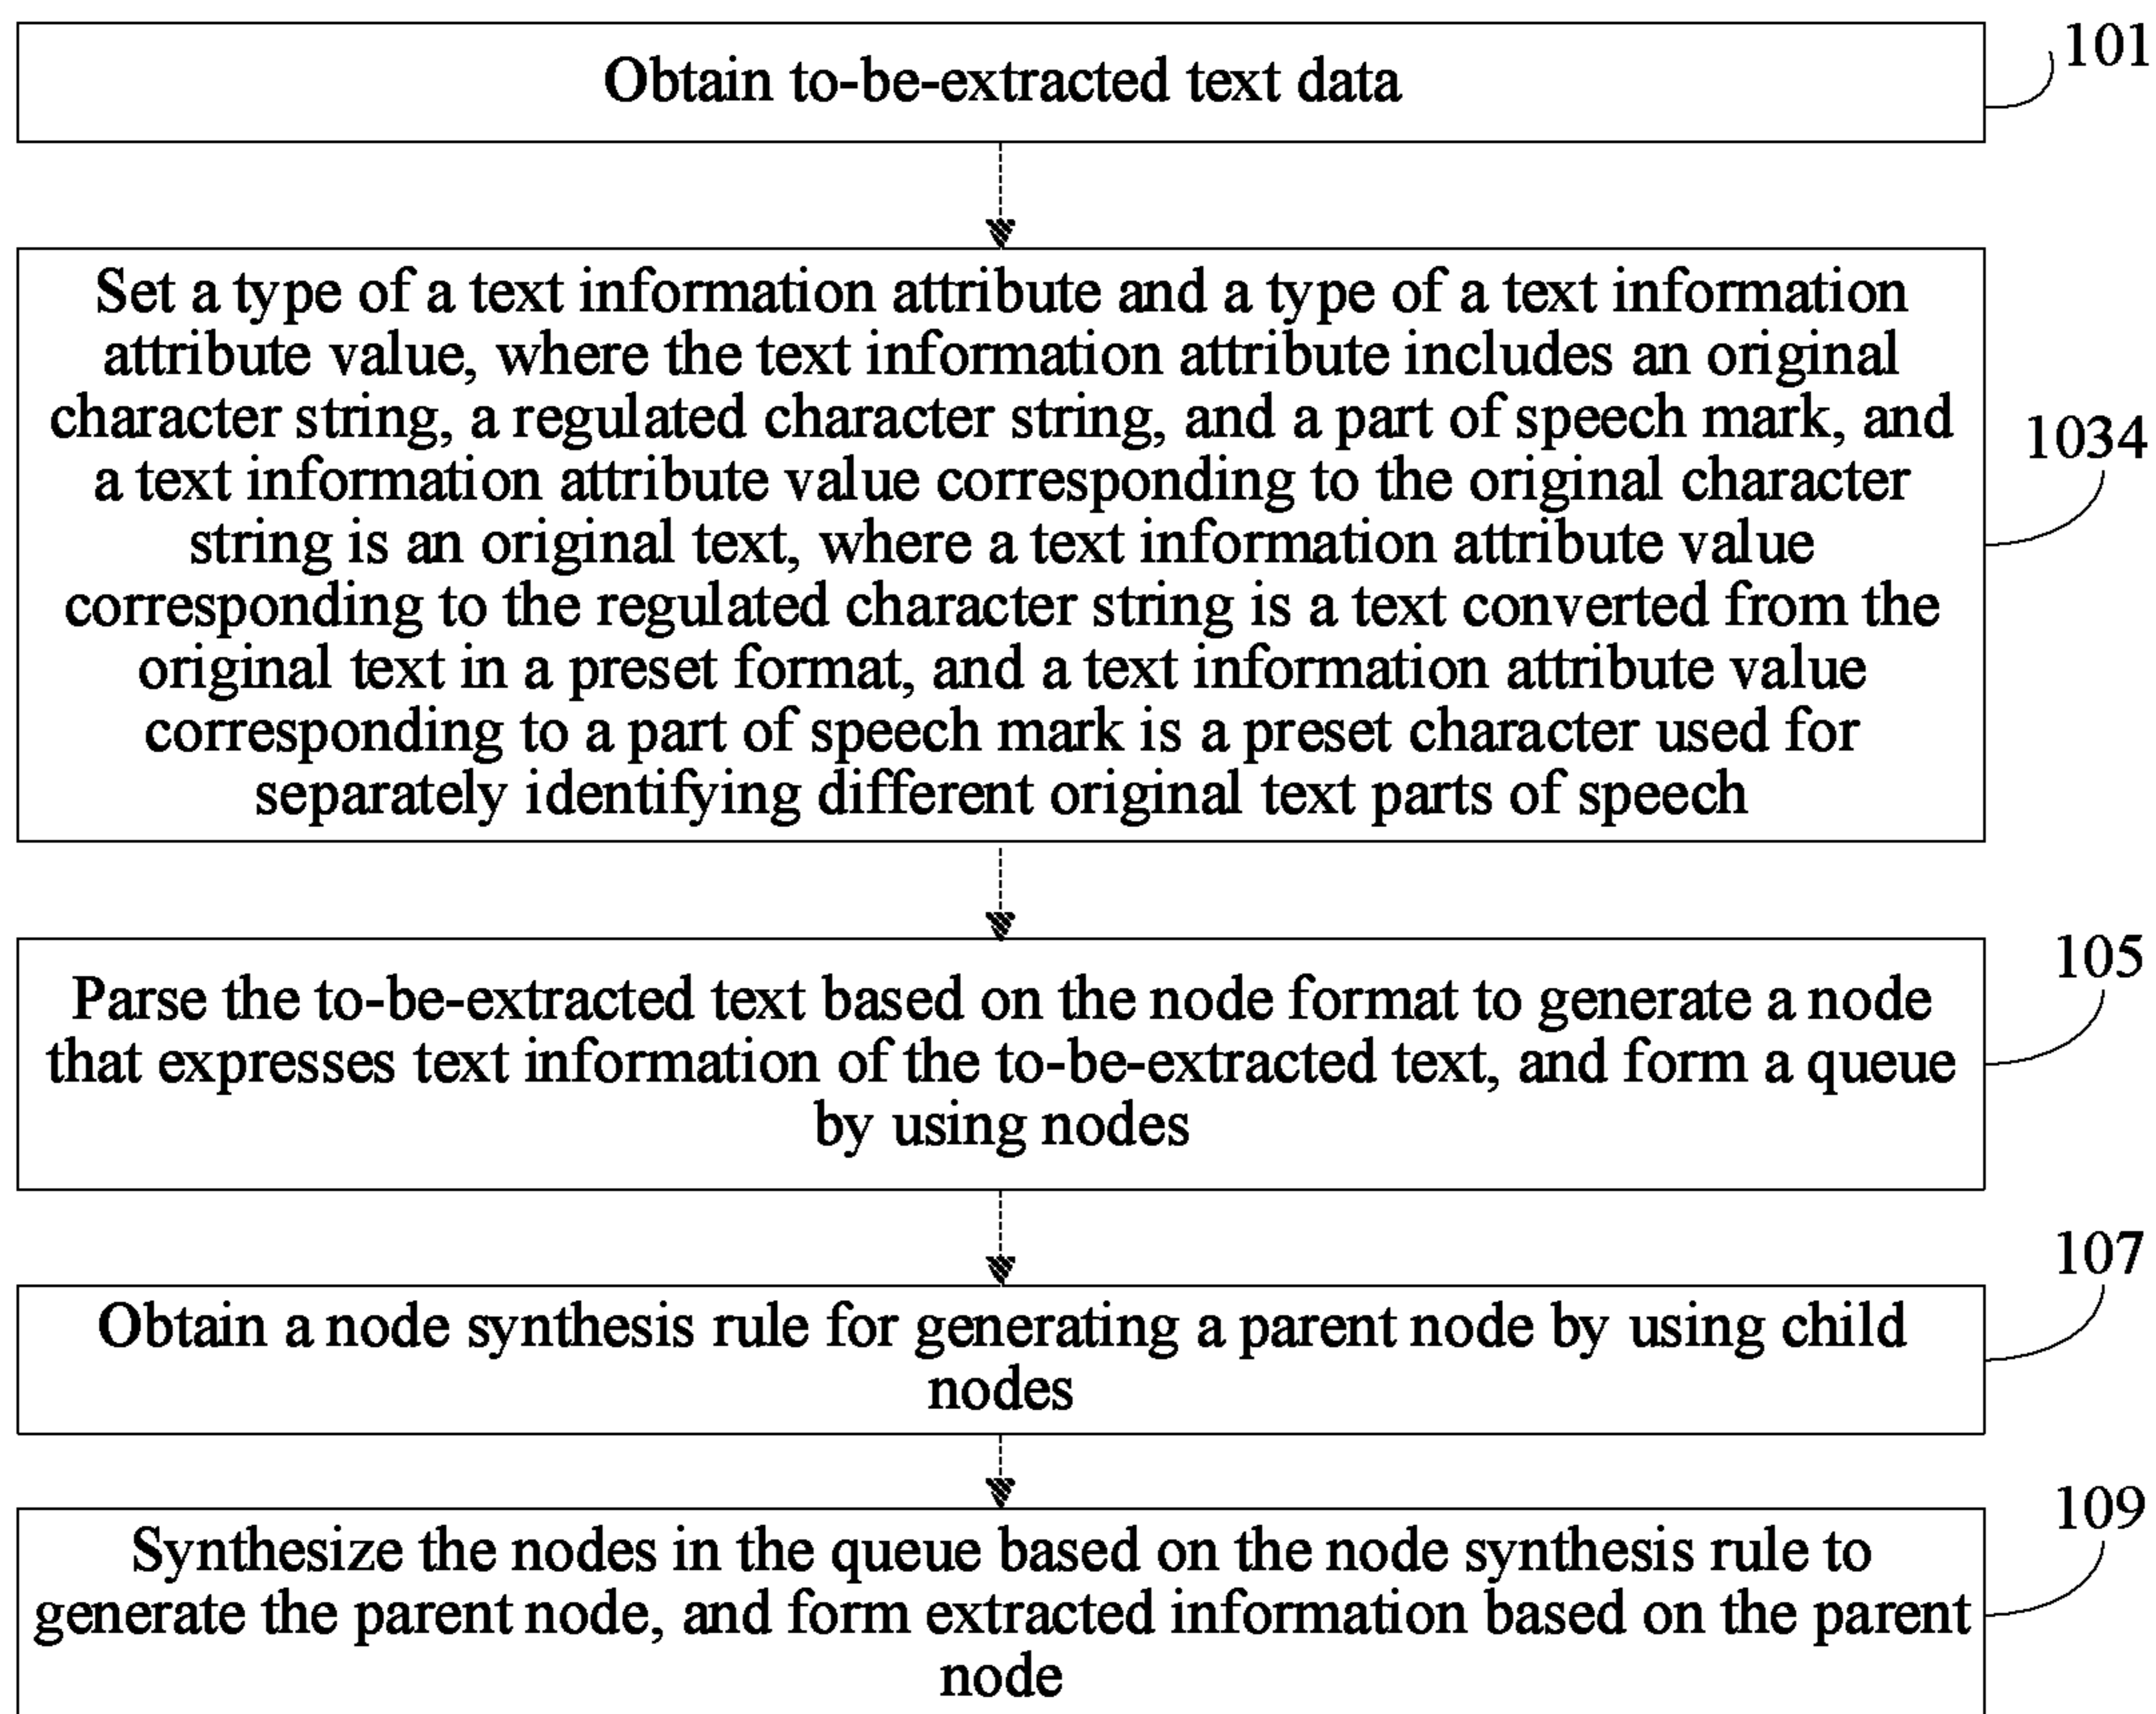 Obtain to-be-extracted text data
101
Set a type of a text information attribute and a type of a text information
attribute value, where the text information attribute includes an original
character string, a regulated character string, and a part of speech mark, and
a text information attribute value corresponding to the original character
string is an original text, where a text information attribute value
corresponding to the regulated character string is a text converted from the
original text in a preset format, and a text information attribute value
corresponding to a part of speech mark is a preset character used for
separately identifying different original text parts of speech
1034
Parse the to-be-extracted text based on the node format to generate a node
that expresses text information of the to-be-extracted text, and form a queue
by using nodes
105
Obtain a node synthesis rule for generating a parent node by using child
nodes
107
Synthesize the nodes in the queue based on the node synthesis rule to
generate the parent node, and form extracted information based on the parent
node
109